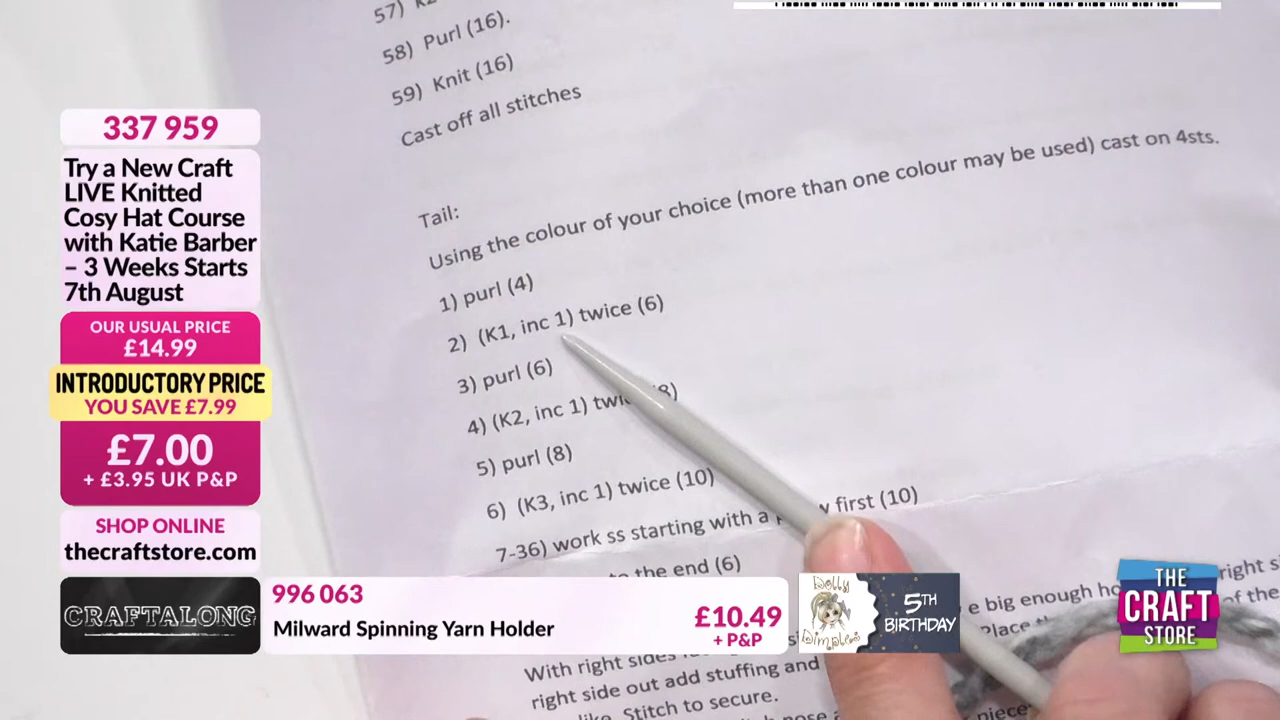 57)
58) Purl (16).
59) Knit (16)
Cast off all stitches
Tail:
Using the colour of your choice (more than one colour may be used) cast on 4sts.
1) purl (4)
2) (K1, inc 1) twice (6)
3) purl (6)
4) (K2, inc 1)
5) purl (8)
6) (K3, inc 1) twice (10)
7-36) work ss starting with a first (10)
the end (6)
e big enough right s
of the
With right sides
right side out add stuffing and
like. Stitch to secure.
nose
piece
337 959
Try a New Craft
LIVE Knitted
Cosy Hat Course
with Katie Barber
– 3 Weeks Starts
7th August
OUR USUAL PRICE
£14.99
INTRODUCTORY PRICE
YOU SAVE £7.99
£7.00
+ £3.95 UK P&P
SHOP ONLINE
thecraftstore.com
CRAFTALONG
996 063
Milward Spinning Yarn Holder
£10.49
+ P&P
Dolly
Dimples
5TH
BIRTHDAY
THE
CRAFT
STORE